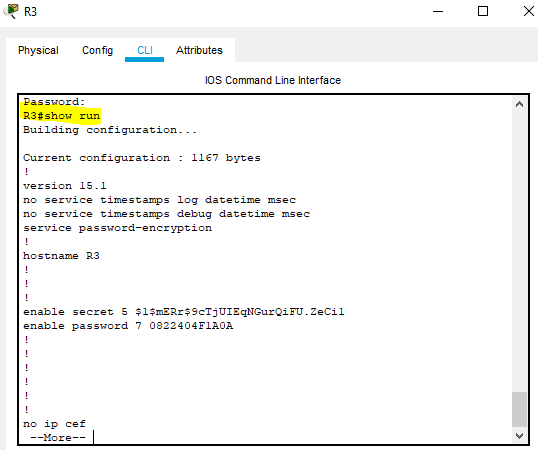 R3
Physical Config CLI Attributes
IOS Command Line Interface
Password:
R3#show run
Building configuration...
Current configuration : 1167 bytes
!
version 15.1
no service timestamps log datetime msec
no service timestamps debug datetime msec
service password-encryption
!
hostname R3
!
!
!
enable secret 5 $1$mERr$9cTjUIEqNGurQiFU.ZeCi1
enable password 7 0822404F1A0A
!
!
!
!
!
!
no ip cef
--More--